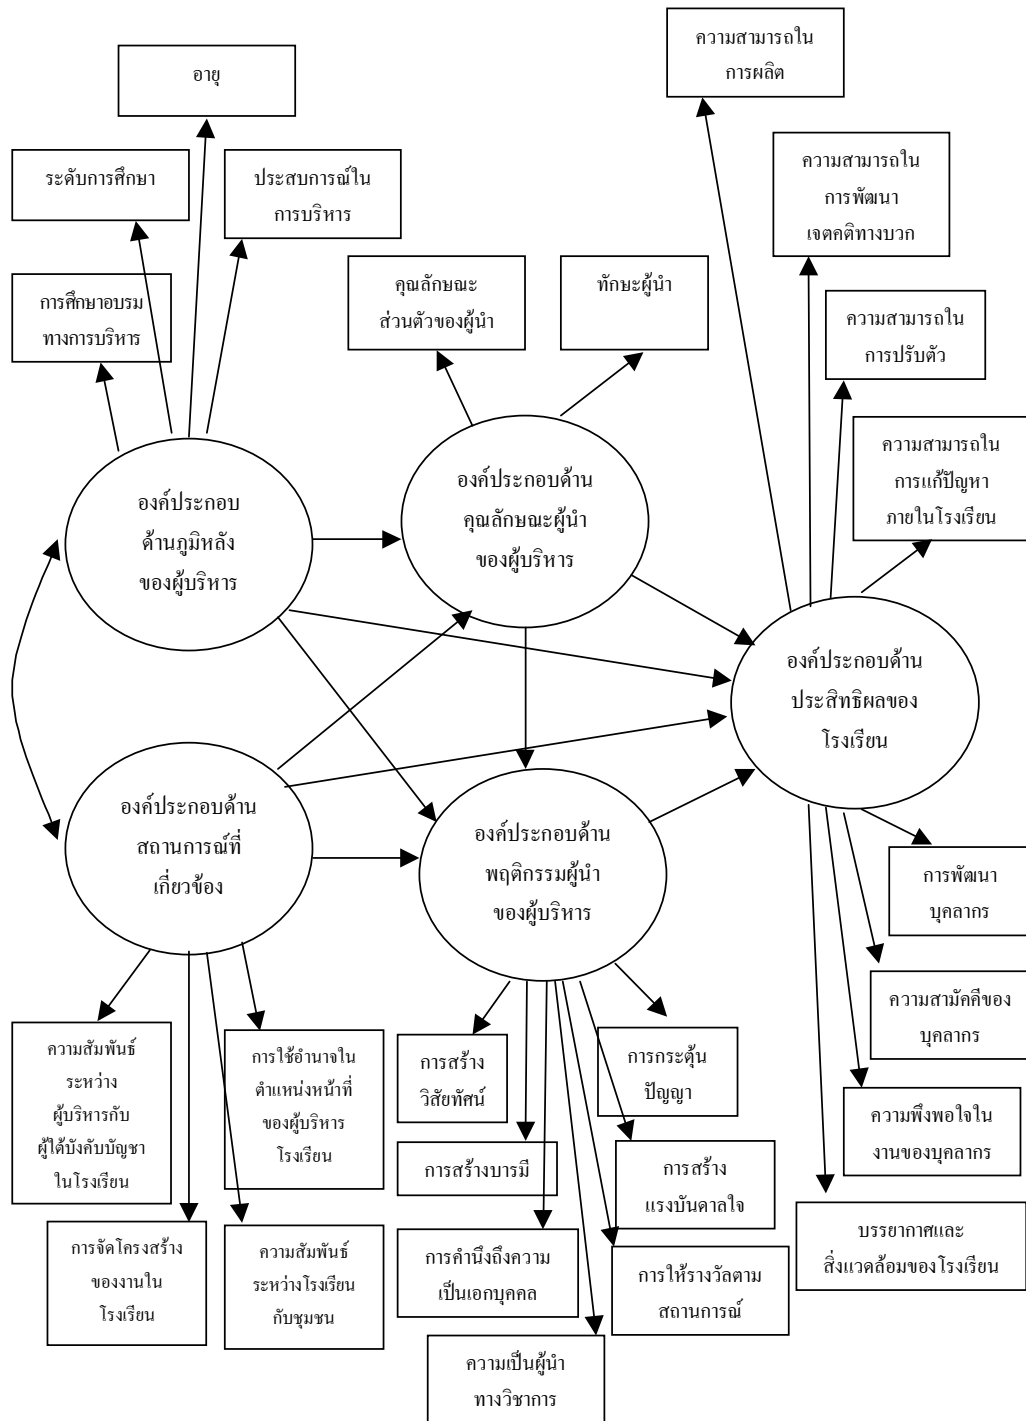 ความสามารถใน
การผลิต
อายุ
ความสามารถใน
การพัฒนา
เจตคติทางบวก
ระดับการศึกษา
ประสบการณ์ใน
การบริหาร
คุณลักษณะ
ส่วนตัวของผู้นำ
ทักษะผู้นำ
การศึกษาอบรม
ทางการบริหาร
ความสามารถใน
การปรับตัว
ความสามารถใน
การแก้ปัญหา
ภายในโรงเรียน
องค์ประกอบ
ด้านภูมิหลัง
ของผู้บริหาร
องค์ประกอบด้าน
คุณลักษณะผู้นำ
ของผู้บริหาร
องค์ประกอบด้าน
ประสิทธิผลของ
โรงเรียน
องค์ประกอบด้าน
สถานการณ์ที่
เกี่ยวข้อง
องค์ประกอบด้าน
พฤติกรรมผู้นำ
ของผู้บริหาร
การพัฒนา
บุคลากร
ความสามัคคีของ
บุคลากร
ความพึงพอใจใน
งานของบุคลากร
บรรยากาศและ
สิ่งแวดล้อมของโรงเรียน
ความสัมพันธ์
ระหว่าง
ผู้บริหารกับ
ผู้ใต้บังคับบัญชา
ในโรงเรียน
การใช้อำนาจใน
ตำแหน่งหน้าที่
ของผู้บริหาร
โรงเรียน
การสร้าง
วิสัยทัศน์
การกระตุ้น
ปัญญา
การสร้างบารมี
การสร้าง
แรงบันดาลใจ
การจัดโครงสร้าง
ของงานใน
โรงเรียน
ความสัมพันธ์
ระหว่างโรงเรียน
กับชุมชน
การคำนึงถึงความ
เป็นเอกบุคคล
การให้รางวัลตาม
สถานการณ์
ความเป็นผู้นำ
ทางวิชาการ